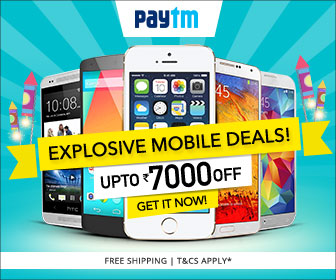 paytm
EXPLOSIVE MOBILE DEALS!
UPTO ₹7000 OFF
GET IT NOW!
FREE SHIPPING | T&CS APPLY*